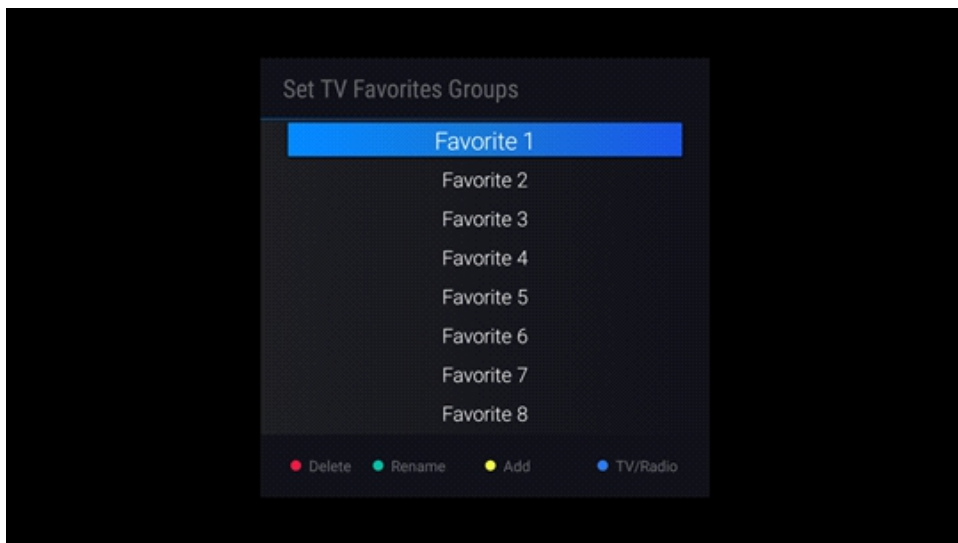 Set TV Favorites Groups
Favorite 1
Favorite 2
Favorite 3
Favorite 4
Favorite 5
Favorite 6
Favorite 7
Favorite 8
Delete Rename Add TV/Radio